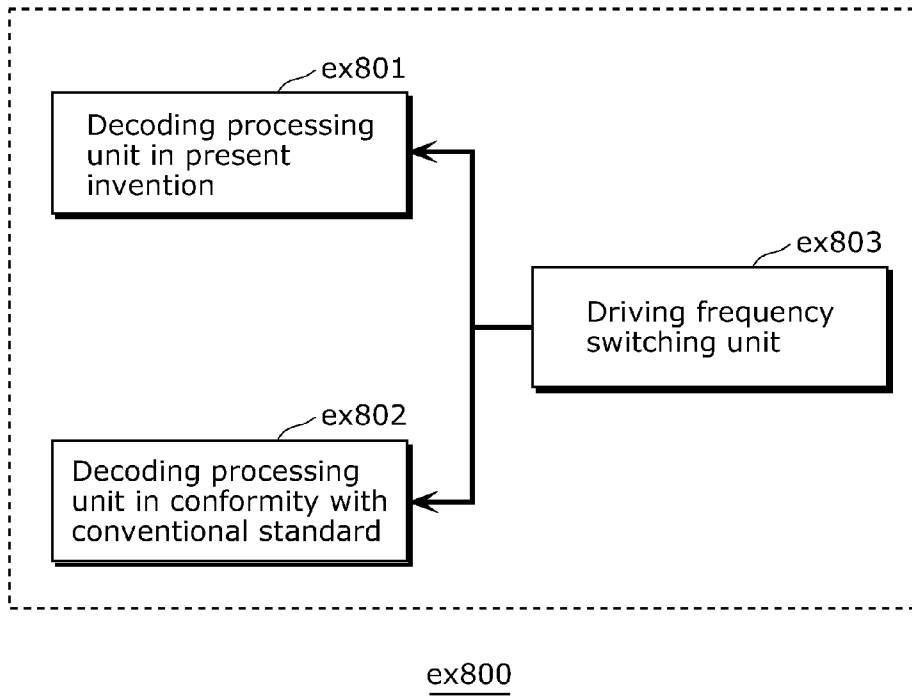 ex801
Decoding processing
unit in present
invention
ex803
Driving frequency
switching unit
ex802
Decoding processing
unit in conformity with
conventional standard
ex800